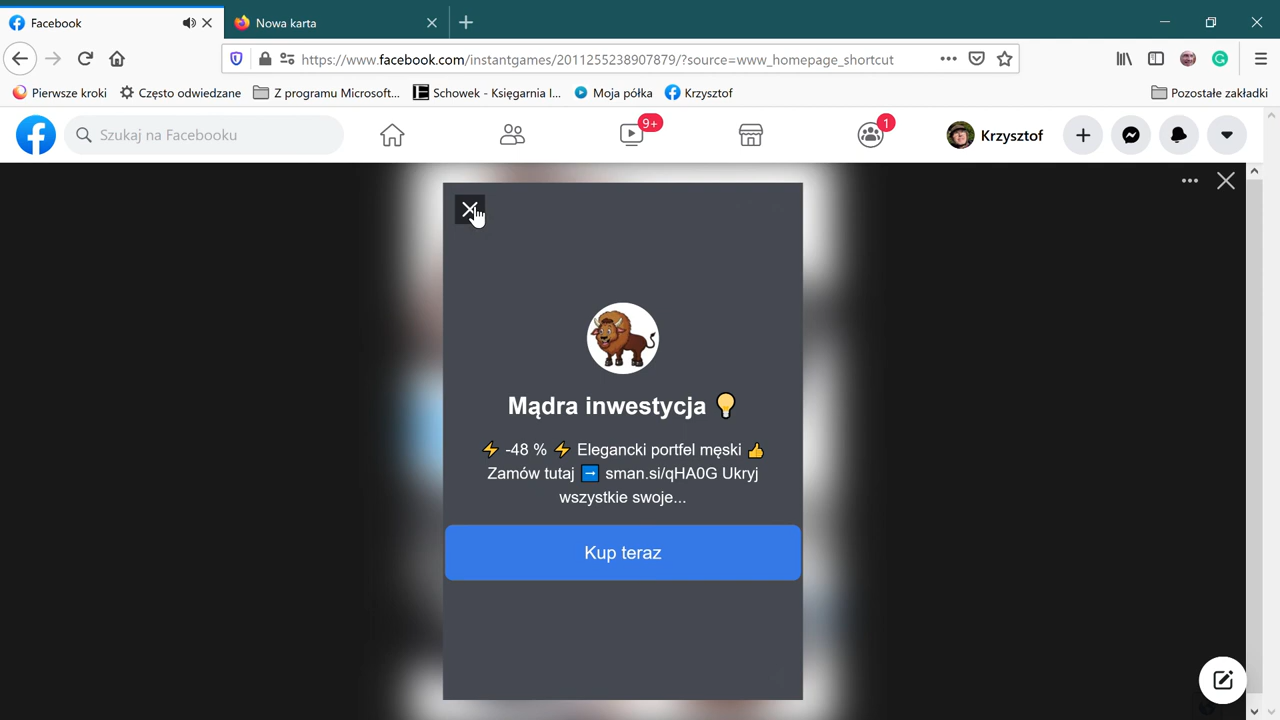 Facebook
Nowa karta
https://www.facebook.com/instantgames/2011255238907879/?source=www_homepage_shortcut
Pierwsze kroki
Często odwiedzane
Z programu Microsoft...
Schowek - Księgarnia I...
Moja półka
Krzysztof
Pozostałe zakładki
Szukaj na Facebooku
9+
1
Krzysztof
Mądra inwestycja 💡
⚡ -48 % ⚡ Elegancki portfel męski 👍
Zamów tutaj ➡ sman.si/qHA0G Ukryj
wszystkie swoje...
Kup teraz